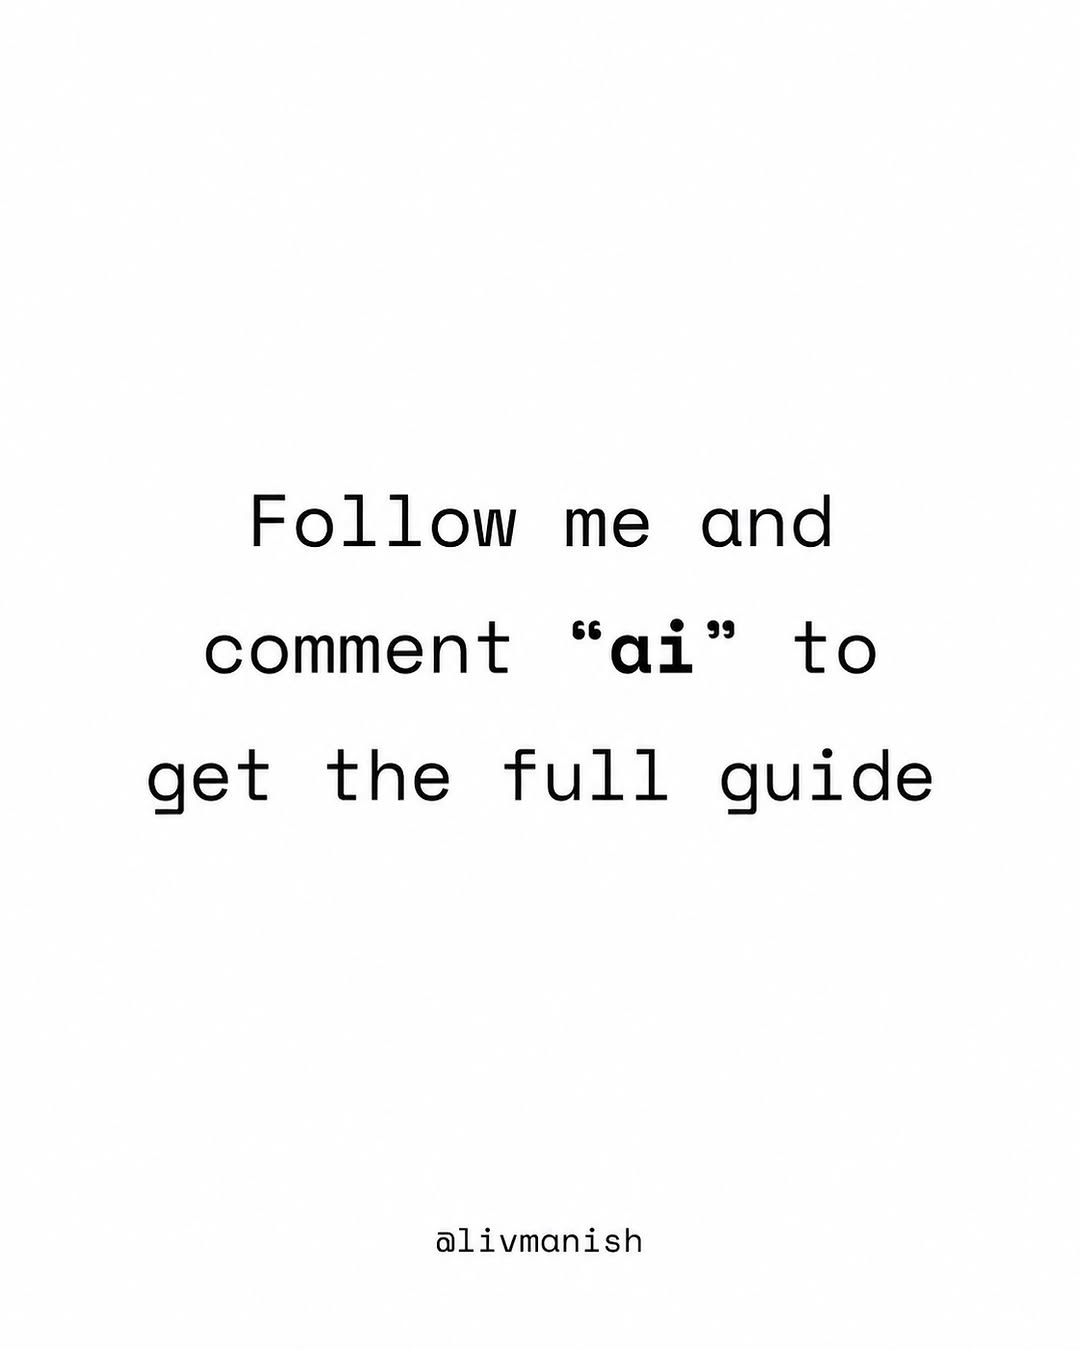 Follow me and
comment “ai” to
get the full guide
@livmanish